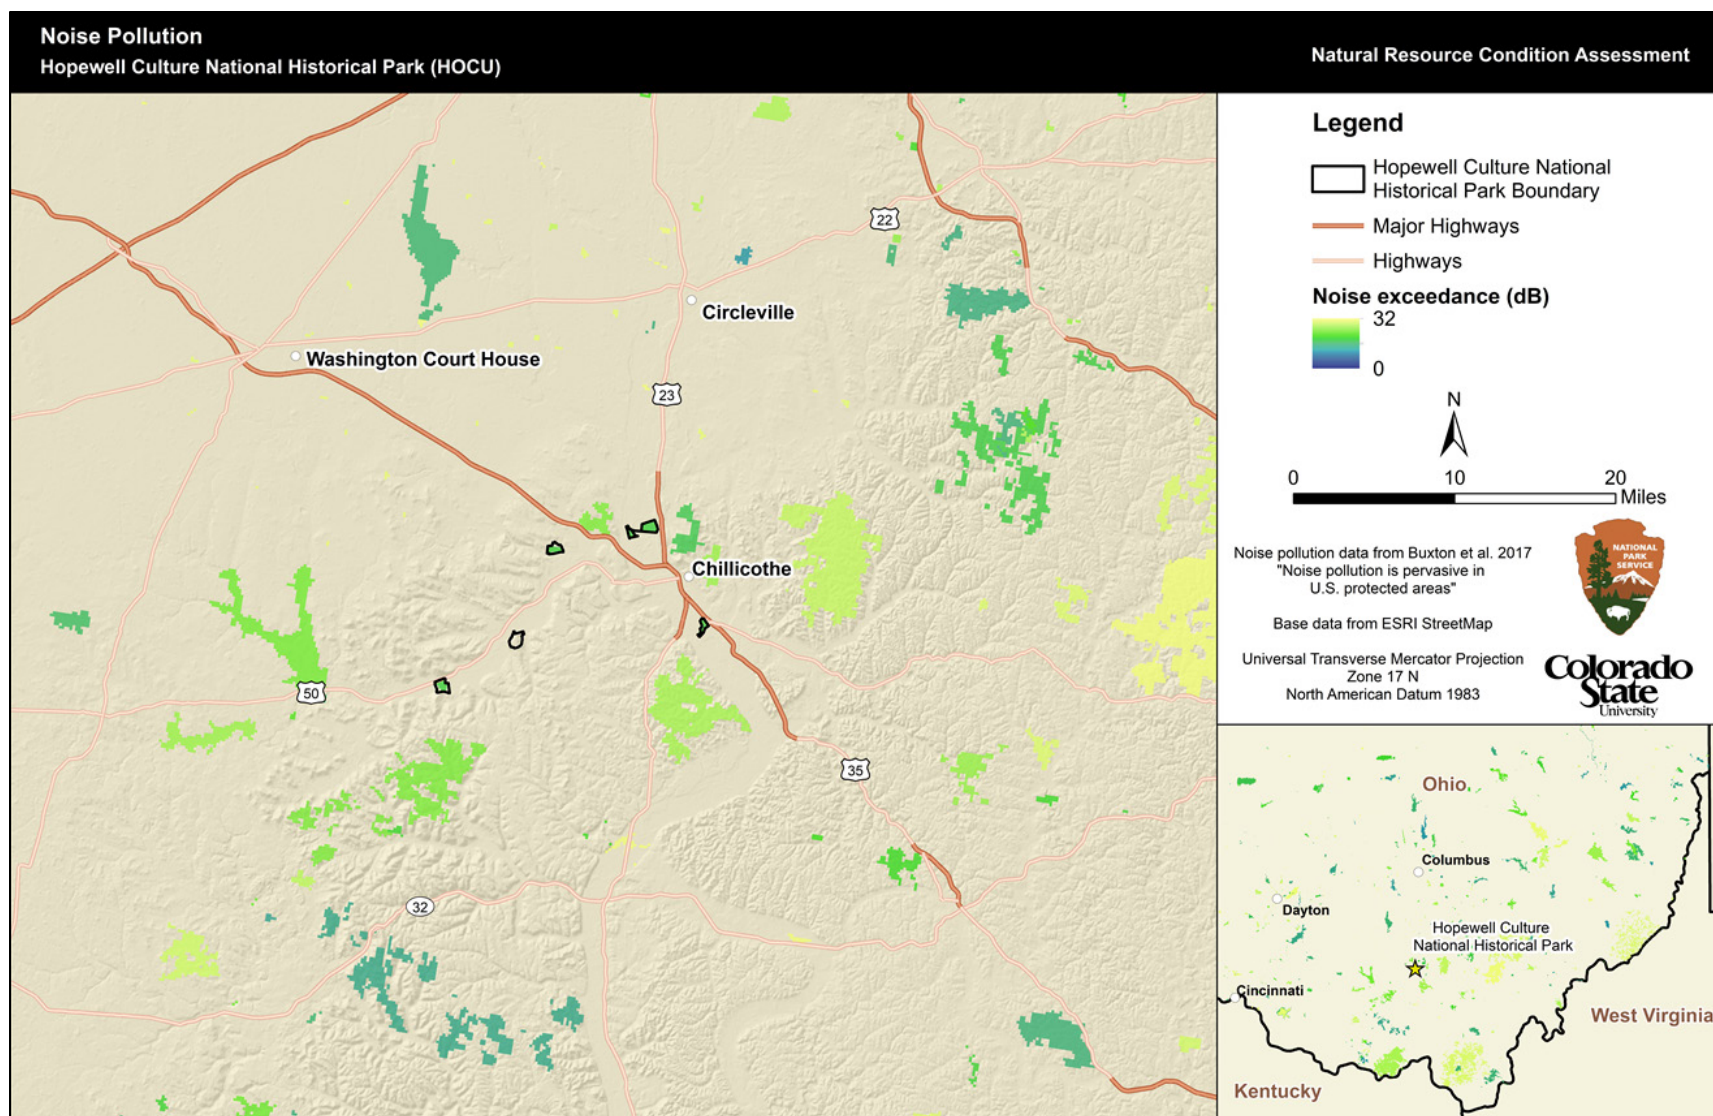 Noise Pollution
Hopewell Culture National Historical Park (HOCU)
Natural Resource Condition Assessment
22
Circleville
Washington Court House
23
Chillicothe
50
35
32
Legend
Hopewell Culture National
Historical Park Boundary
Major Highways
Highways
Noise exceedance (dB)
32
0
N
0 10 20
Miles
Noise pollution data from Buxton et al. 2017
"Noise pollution is pervasive in
U.S. protected areas"
Base data from ESRI StreetMap
Universal Transverse Mercator Projection
Zone 17 N
North American Datum 1983
NATIONAL
PARK
SERVICE
Colorado
State
University
Ohio
Columbus
Dayton
Hopewell Culture
National Historical Park
Cincinnati
West Virginia
Kentucky